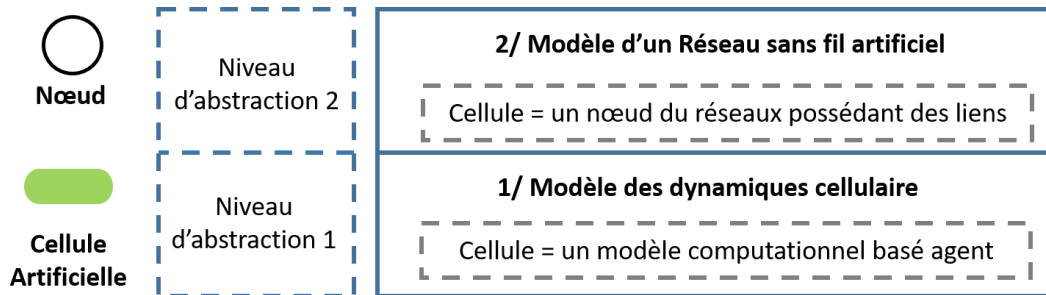 Nœud
Niveau
d'abstraction 2
2/ Modèle d'un Réseau sans fil artificiel
Cellule = un nœud du réseaux possédant des liens
Cellule
Artificielle
Niveau
d'abstraction 1
1/ Modèle des dynamiques cellulaire
Cellule = un modèle computationnel basé agent